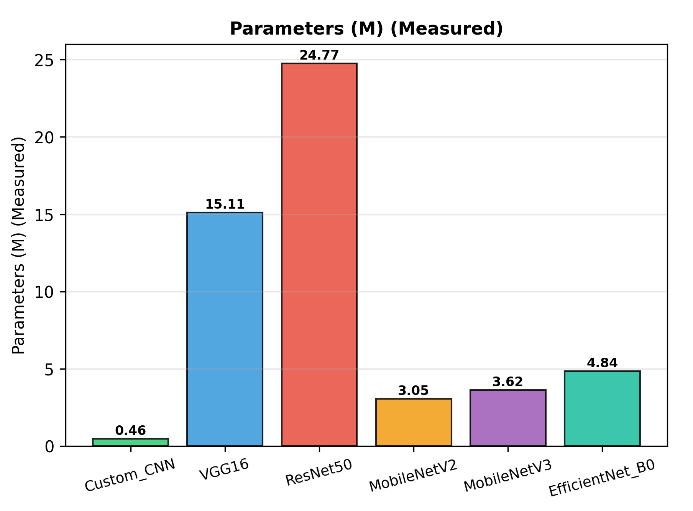 Parameters (M) (Measured)
Parameters (M) (Measured)
25
20
15
10
5
0
0.46
15.11
24.77
3.05
3.62
4.84
Custom_CNN
VGG16
ResNet50
MobileNetV2
MobileNetV3
EfficientNet_B0